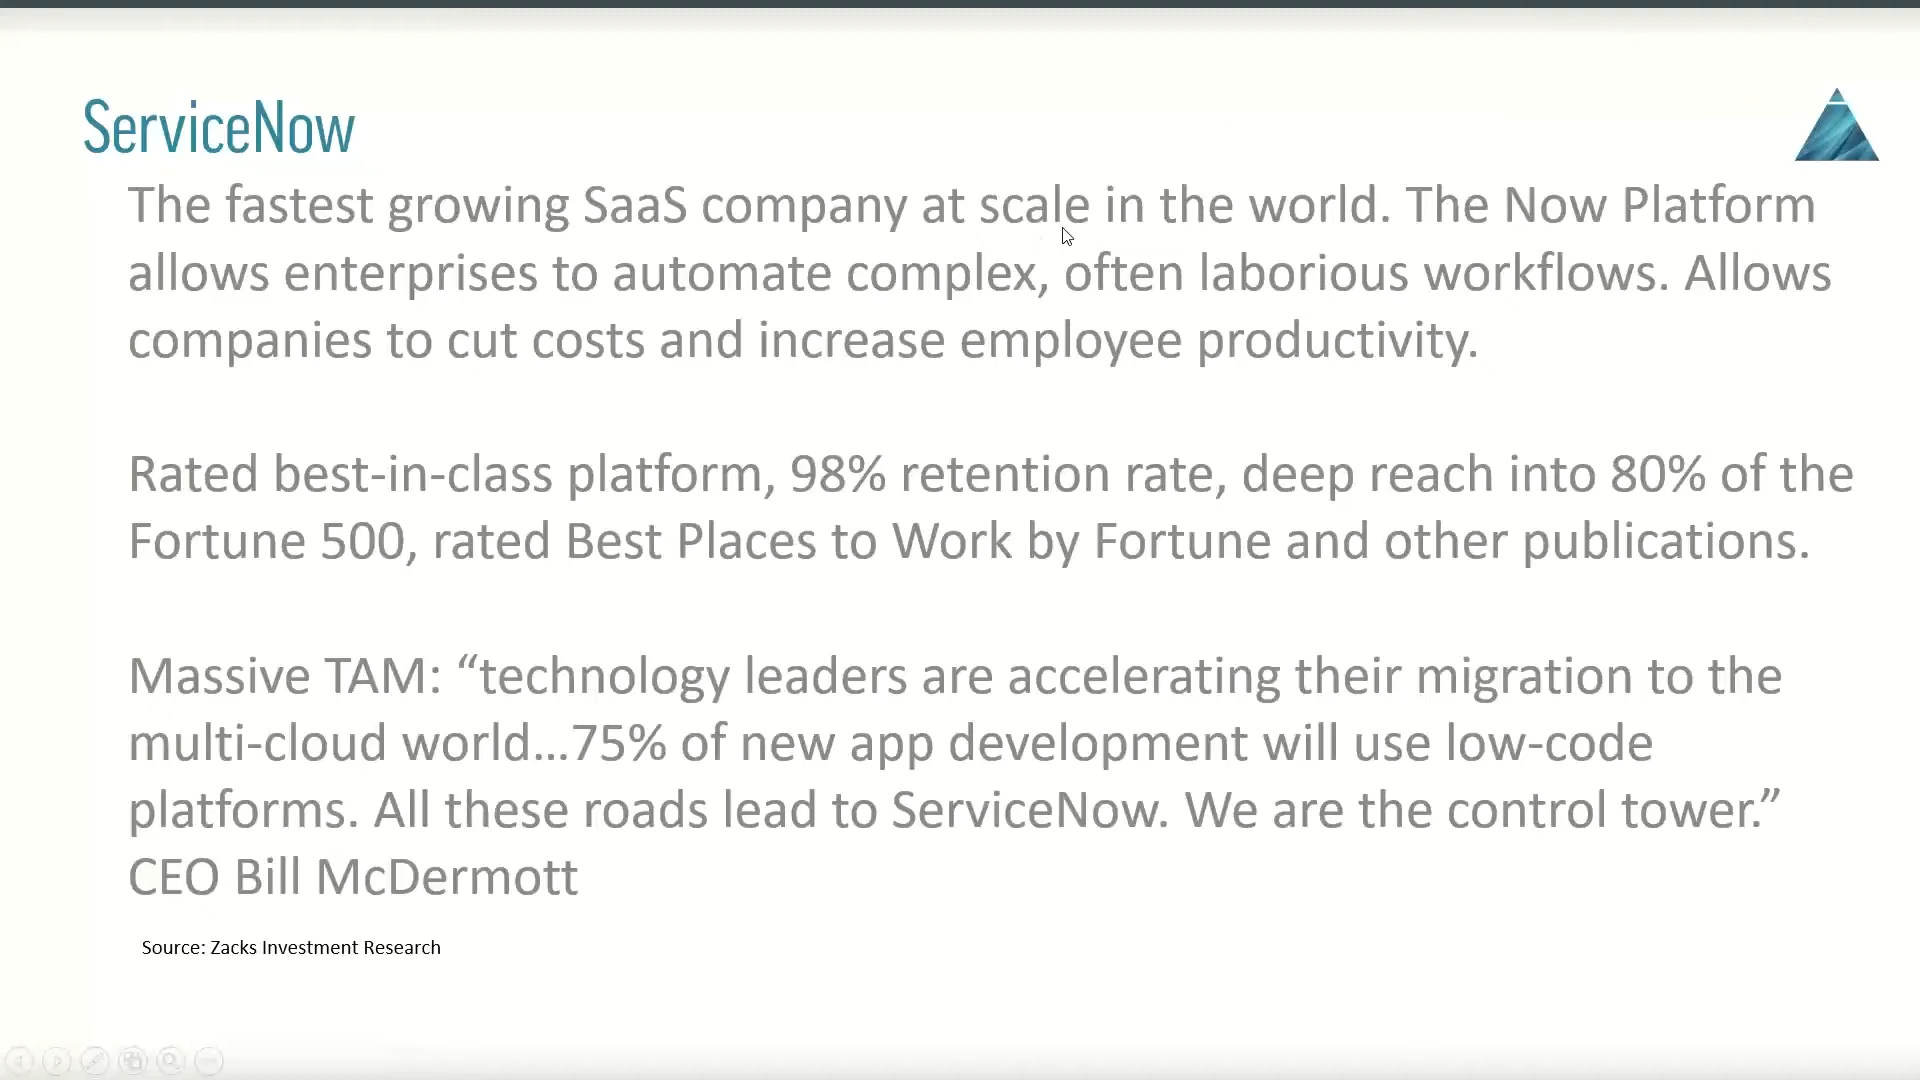 ServiceNow
The fastest growing SaaS company at scale in the world. The Now Platform
allows enterprises to automate complex, often laborious workflows. Allows
companies to cut costs and increase employee productivity.
Rated best-in-class platform, 98% retention rate, deep reach into 80% of the
Fortune 500, rated Best Places to Work by Fortune and other publications.
Massive TAM: “technology leaders are accelerating their migration to the
multi-cloud world…75% of new app development will use low-code
platforms. All these roads lead to ServiceNow. We are the control tower.”
CEO Bill McDermott
Source: Zacks Investment Research